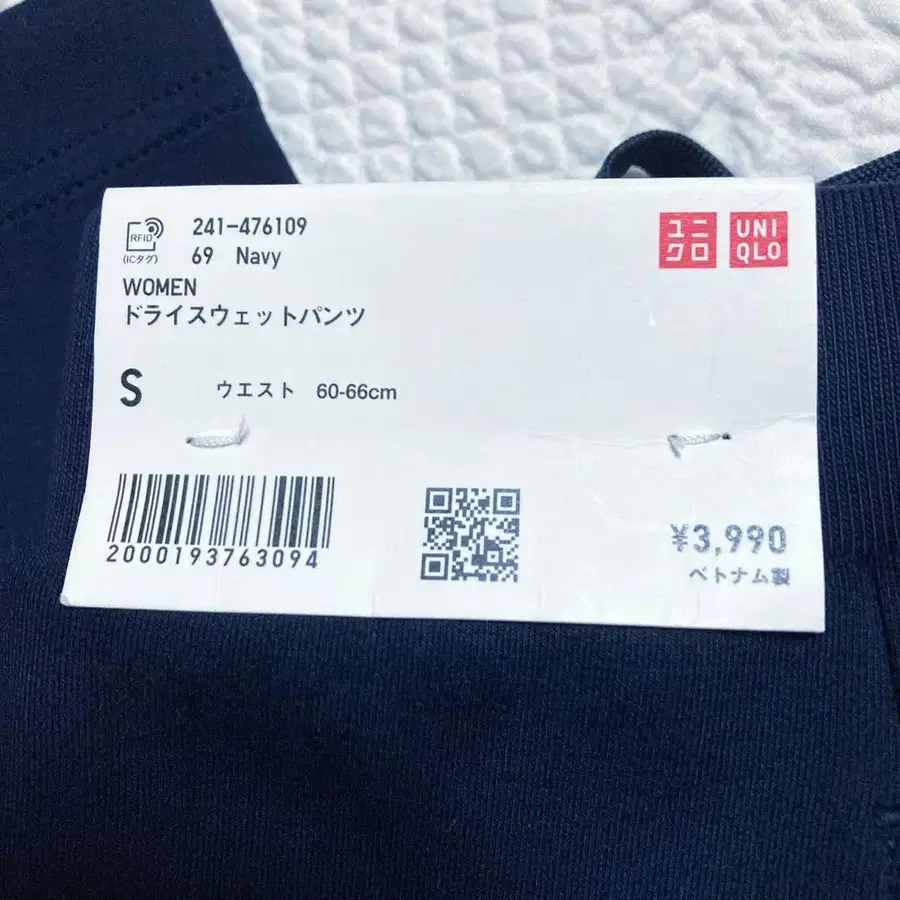 RFID
(ICタグ)
241-476109
69 Navy
ユニ
クロ
UNI
QLO
WOMEN
ドライスウェットパンツ
S ウエスト 60-66cm
2000193763094
¥3,990
ベトナム製